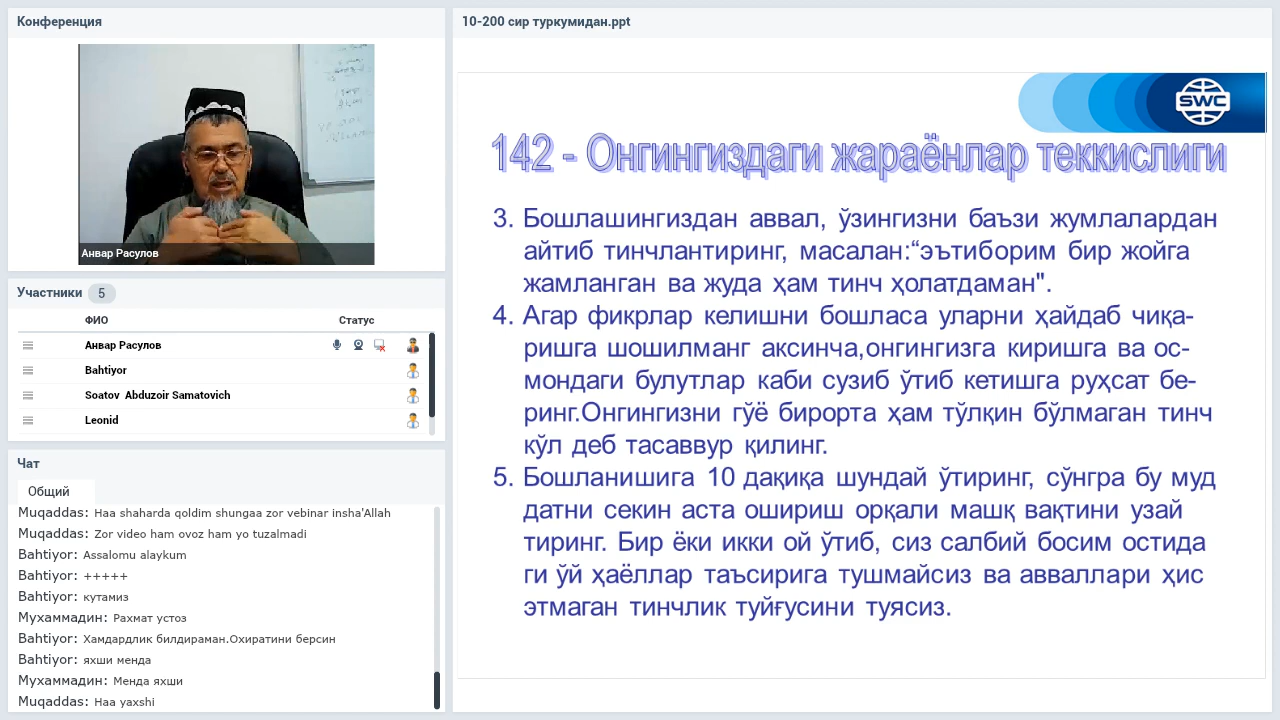 Конференция
Анвар Расулов
Участники 5
ФИО Статус
Анвар Расулов
Bahtiyor
Soatov Abduzoir Samatovich
Leonid
Чат
Общий
Muqaddas: Haa shaharda qoldim shungaa zor vebinar insha'Allah
Muqaddas: Zor video ham ovoz ham yo tuzalmadi
Bahtiyor: Assalomu alaykum
Bahtiyor: +++++
Bahtiyor: кутамиз
Мухаммадин: Рахмат устоз
Bahtiyor: Хамдардлик билдираман.Охиратини берсин
Bahtiyor: яхши менда
Мухаммадин: Менда яхши
Muqaddas: Haa yaxshi
10-200 сир туркумидан.ppt
SWC
142 - Онгингиздаги жараёнлар теккислиги
3. Бошлашингиздан аввал, ўзингизни баъзи жумлалардан
айтиб тинчлантиринг, масалан:“эътиборим бир жойга
жамланган ва жуда ҳам тинч ҳолатдаман".
4. Агар фикрлар келишни бошласа уларни ҳайдаб чиқа-
ришга шошилманг аксинча,онгингизга киришга ва ос-
мондаги булутлар каби сузиб ўтиб кетишга руҳсат бе-
ринг.Онгингизни гўё бирорта ҳам тўлқин бўлмаган тинч
кўл деб тасаввур қилинг.
5. Бошланишига 10 дақиқа шундай ўтиринг, сўнгра бу муд
датни секин аста ошириш орқали машқ вақтини узай
тиринг. Бир ёки икки ой ўтиб, сиз салбий босим остида
ги ўй ҳаёллар таъсирига тушмайсиз ва авваллари ҳис
этмаган тинчлик туйғусини туясиз.